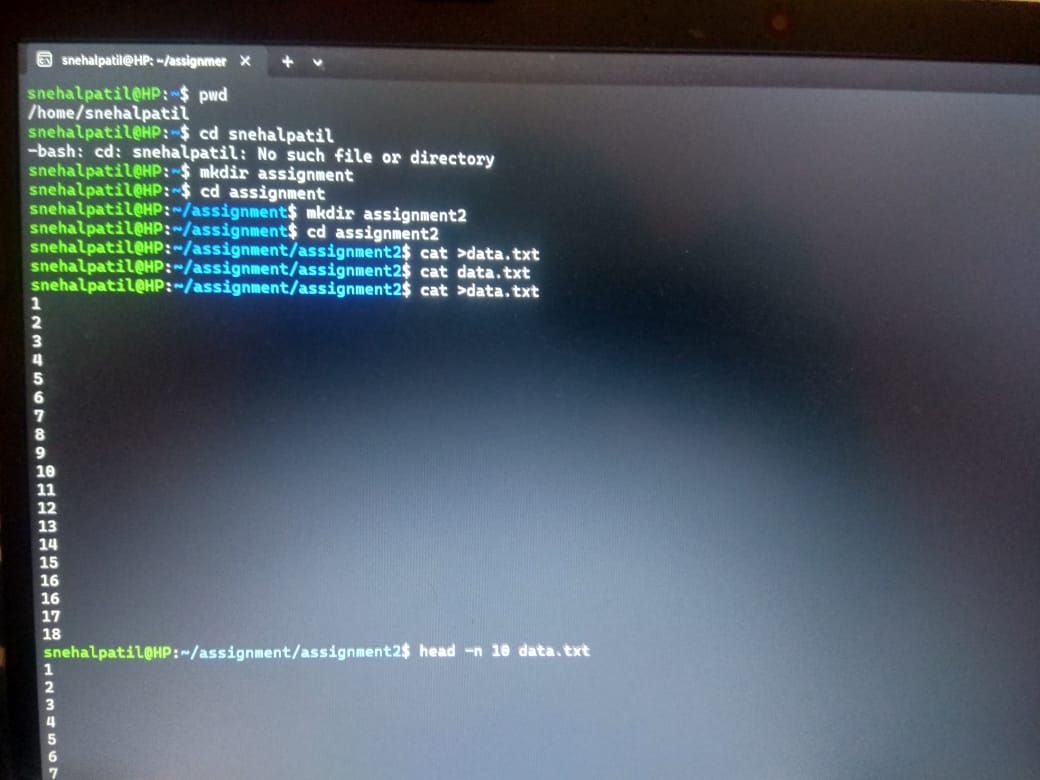 snehalpatil@HP: ~/assignmer
snehalpatil@HP:~$ pwd
/home/snehalpatil
snehalpatil@HP:~$ cd snehalpatil
-bash: cd: snehalpatil: No such file or directory
snehalpatil@HP:~$ mkdir assignment
snehalpatil@HP:~$ cd assignment
snehalpatil@HP:~/assignment$ mkdir assignment2
snehalpatil@HP:~/assignment$ cd assignment2
snehalpatil@HP:~/assignment/assignment2$ cat >data.txt
snehalpatil@HP:~/assignment/assignment2$ cat data.txt
snehalpatil@HP:~/assignment/assignment2$ cat >data.txt
1
2
3
4
5
6
7
8
9
10
11
12
13
14
15
16
16
17
18
snehalpatil@HP:~/assignment/assignment2$ head -n 10 data.txt
1
2
3
4
5
6
7